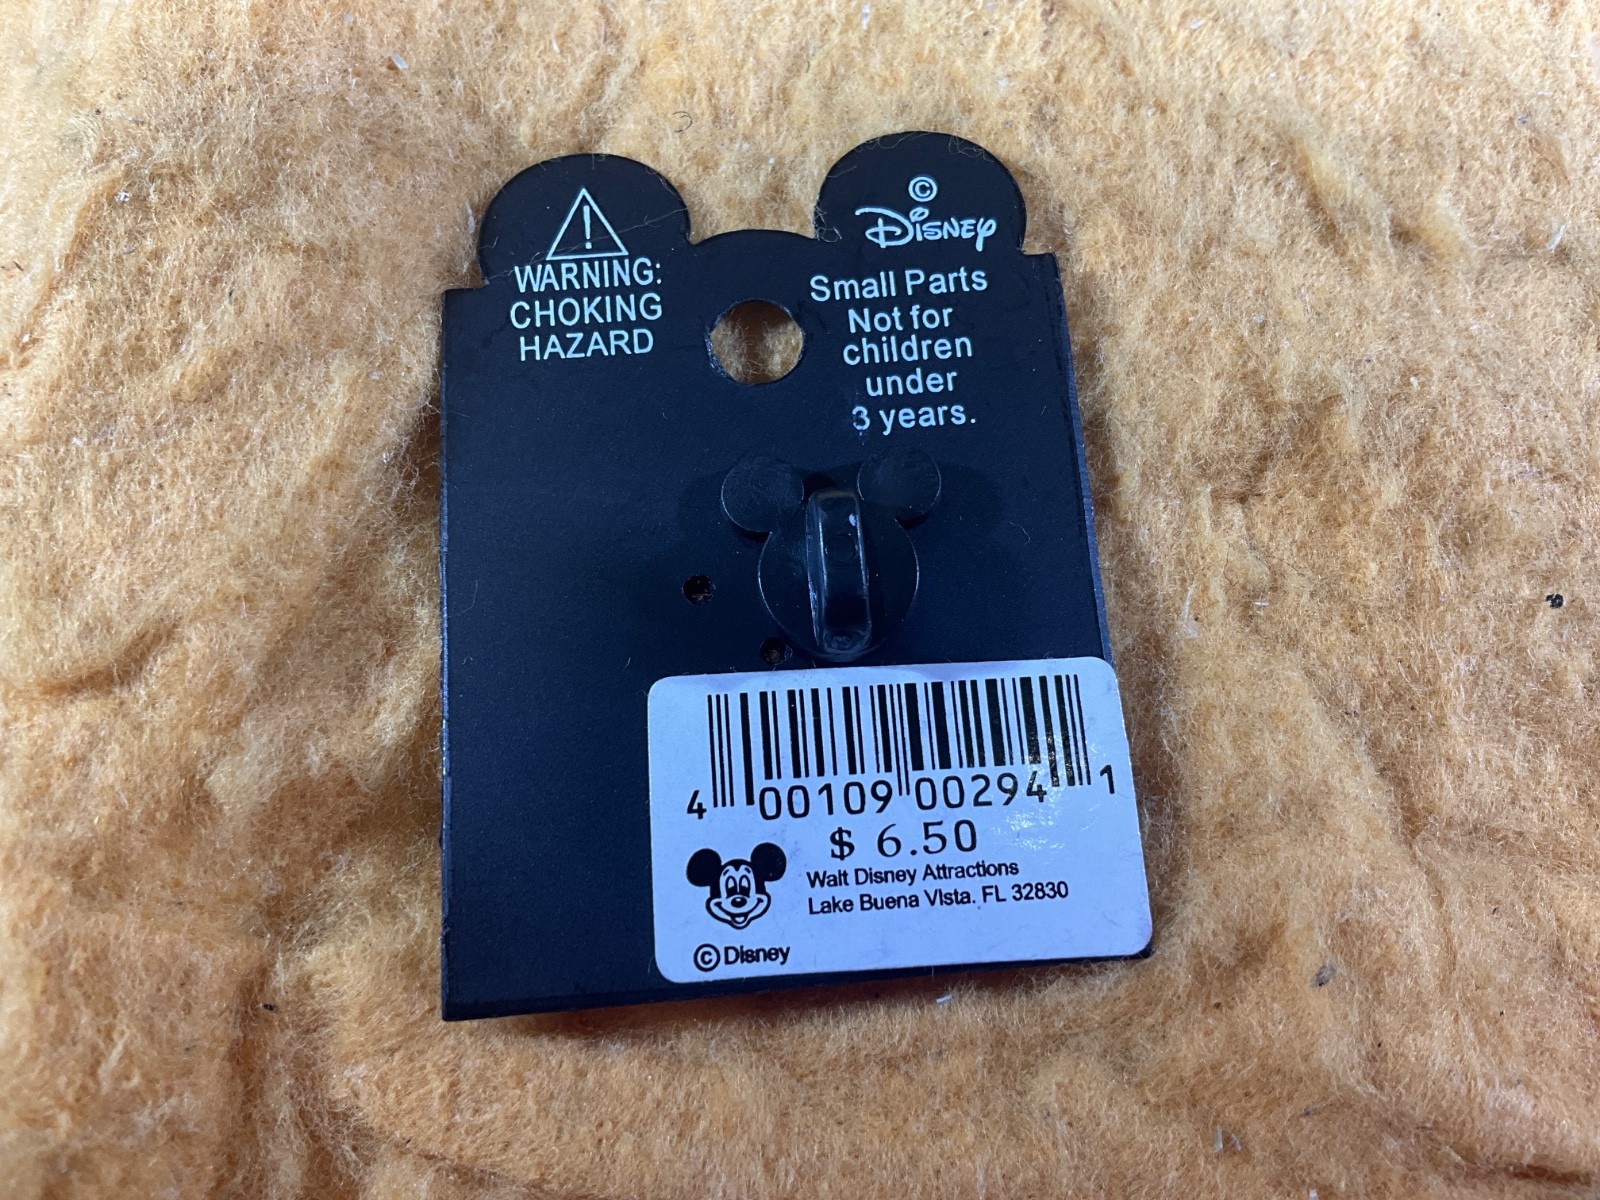 WARNING:
CHOKING
HAZARD
©
Disney
Small Parts
Not for
children
under
3 years.
4 00109 00294 1
$ 6.50
Walt Disney Attractions
Lake Buena VIsta. FL 32830
© Disney